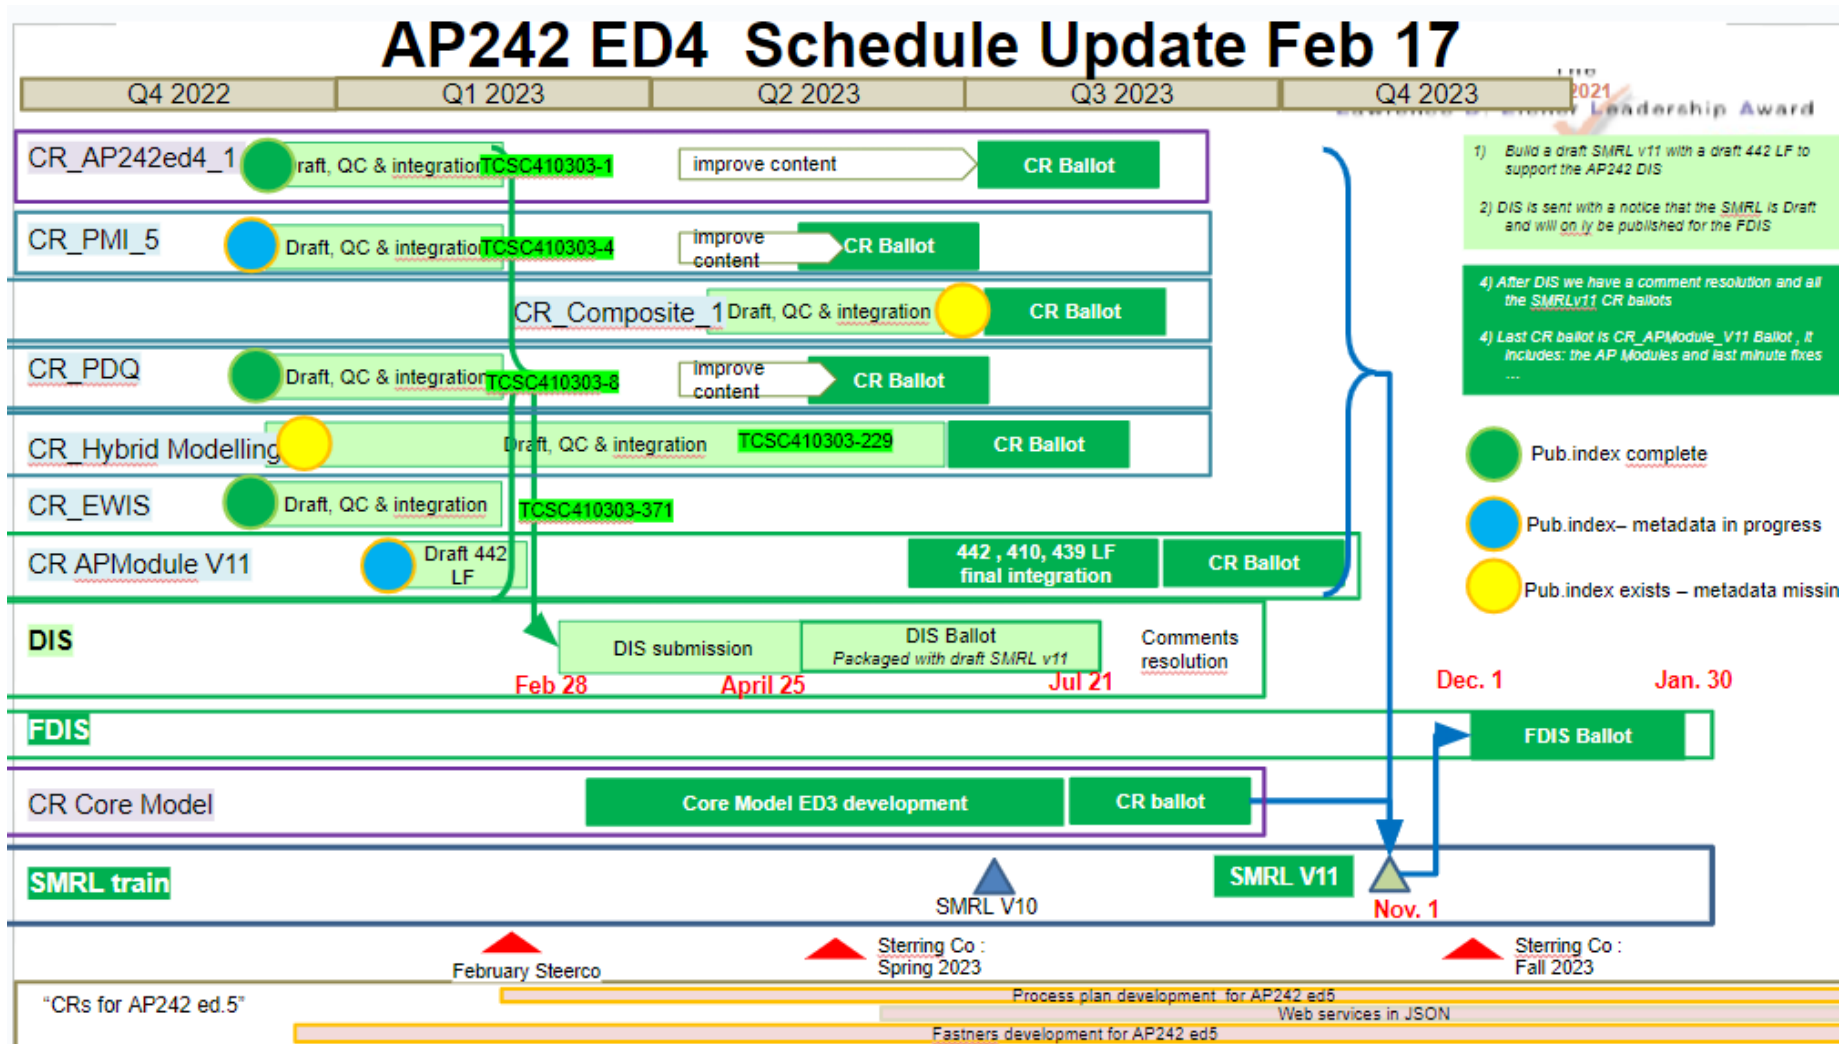 AP242 ED4 Schedule Update Feb 17
Q4 2022
Q1 2023
Q2 2023
Q3 2023
Q4 2023
2021
Leadership Award
CR_AP242ed4_1
raft, QC & integration
TCSC410303-1
improve content
CR Ballot
CR_PMI_5
Draft, QC & integration
TCSC410303-4
improve
content
CR Ballot
CR_Composite_1
Draft, QC & integration
CR Ballot
CR_PDQ
Draft, QC & integration
TCSC410303-8
improve
content
CR Ballot
CR_Hybrid Modelling
Draft, QC & integration
TCSC410303-229
CR Ballot
CR_EWIS
Draft, QC & integration
TCSC410303-371
CR APModule V11
Draft 442
LF
442 , 410, 439 LF
final integration
CR Ballot
DIS
DIS submission
DIS Ballot
Packaged with draft SMRL v11
Comments
resolution
Feb 28
April 25
Jul 21
Dec. 1
Jan. 30
FDIS
FDIS Ballot
CR Core Model
Core Model ED3 development
CR ballot
SMRL train
SMRL V10
SMRL V11
Nov. 1
February Steerco
Sterring Co :
Spring 2023
Sterring Co :
Fall 2023
"CRs for AP242 ed.5"
Process plan development for AP242 ed5
Web services in JSON
Fastners development for AP242 ed5
1) Build a draft SMRL v11 with a draft 442 LF to
support the AP242 DIS
2) DIS is sent with a notice that the SMRL is Draft
and will on ly be published for the FDIS
4) After DIS we have a comment resolution and all
the SMRLv11 CR ballots
4) Last CR ballot is CR_APModule_V11 Ballot , it
includes: the AP Modules and last minute fixes
...
Pub.index complete
Pub.index– metadata in progress
Pub.index exists – metadata missin